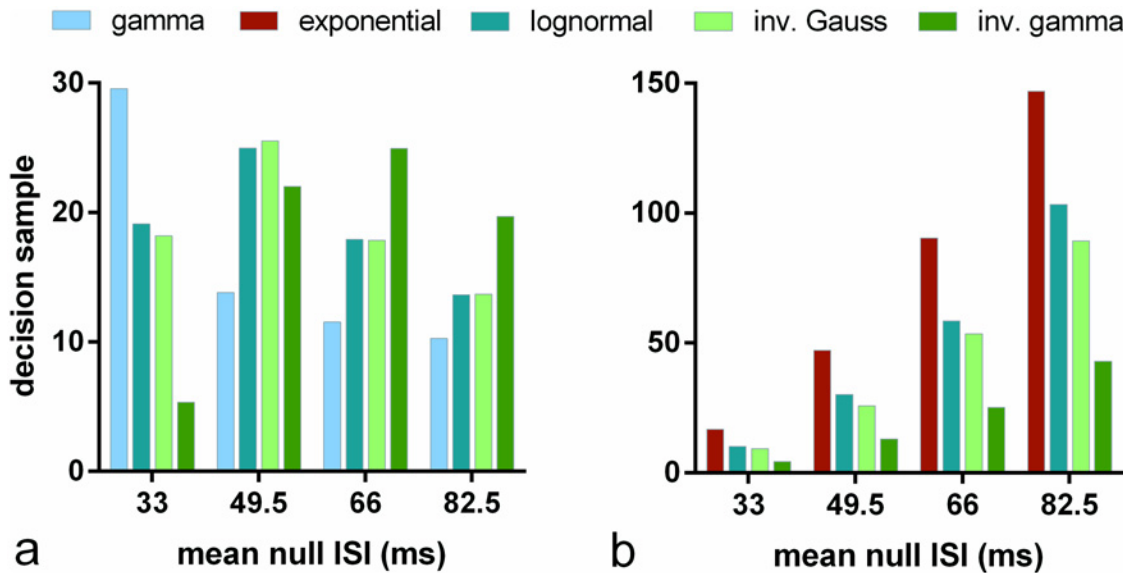 gamma exponential lognormal inv. Gauss inv. gamma
decision sample
30
20
10
0
33 49.5 66 82.5
mean null ISI (ms)
a
150
100
50
0
33 49.5 66 82.5
mean null ISI (ms)
b